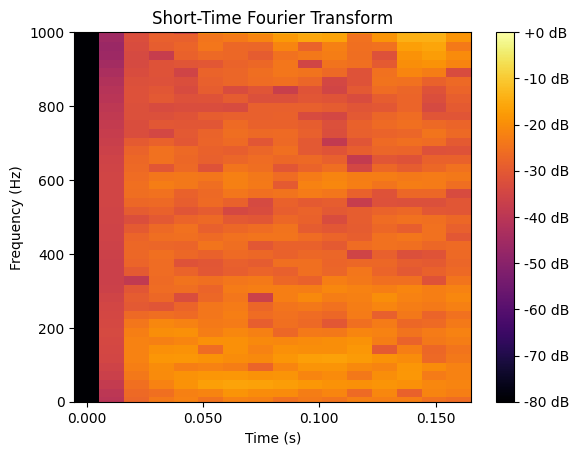 Short-Time Fourier Transform
Frequency (Hz)
1000
800
600
400
200
0
0.000
0.050
0.100
0.150
Time (s)
+0 dB
-10 dB
-20 dB
-30 dB
-40 dB
-50 dB
-60 dB
-70 dB
-80 dB